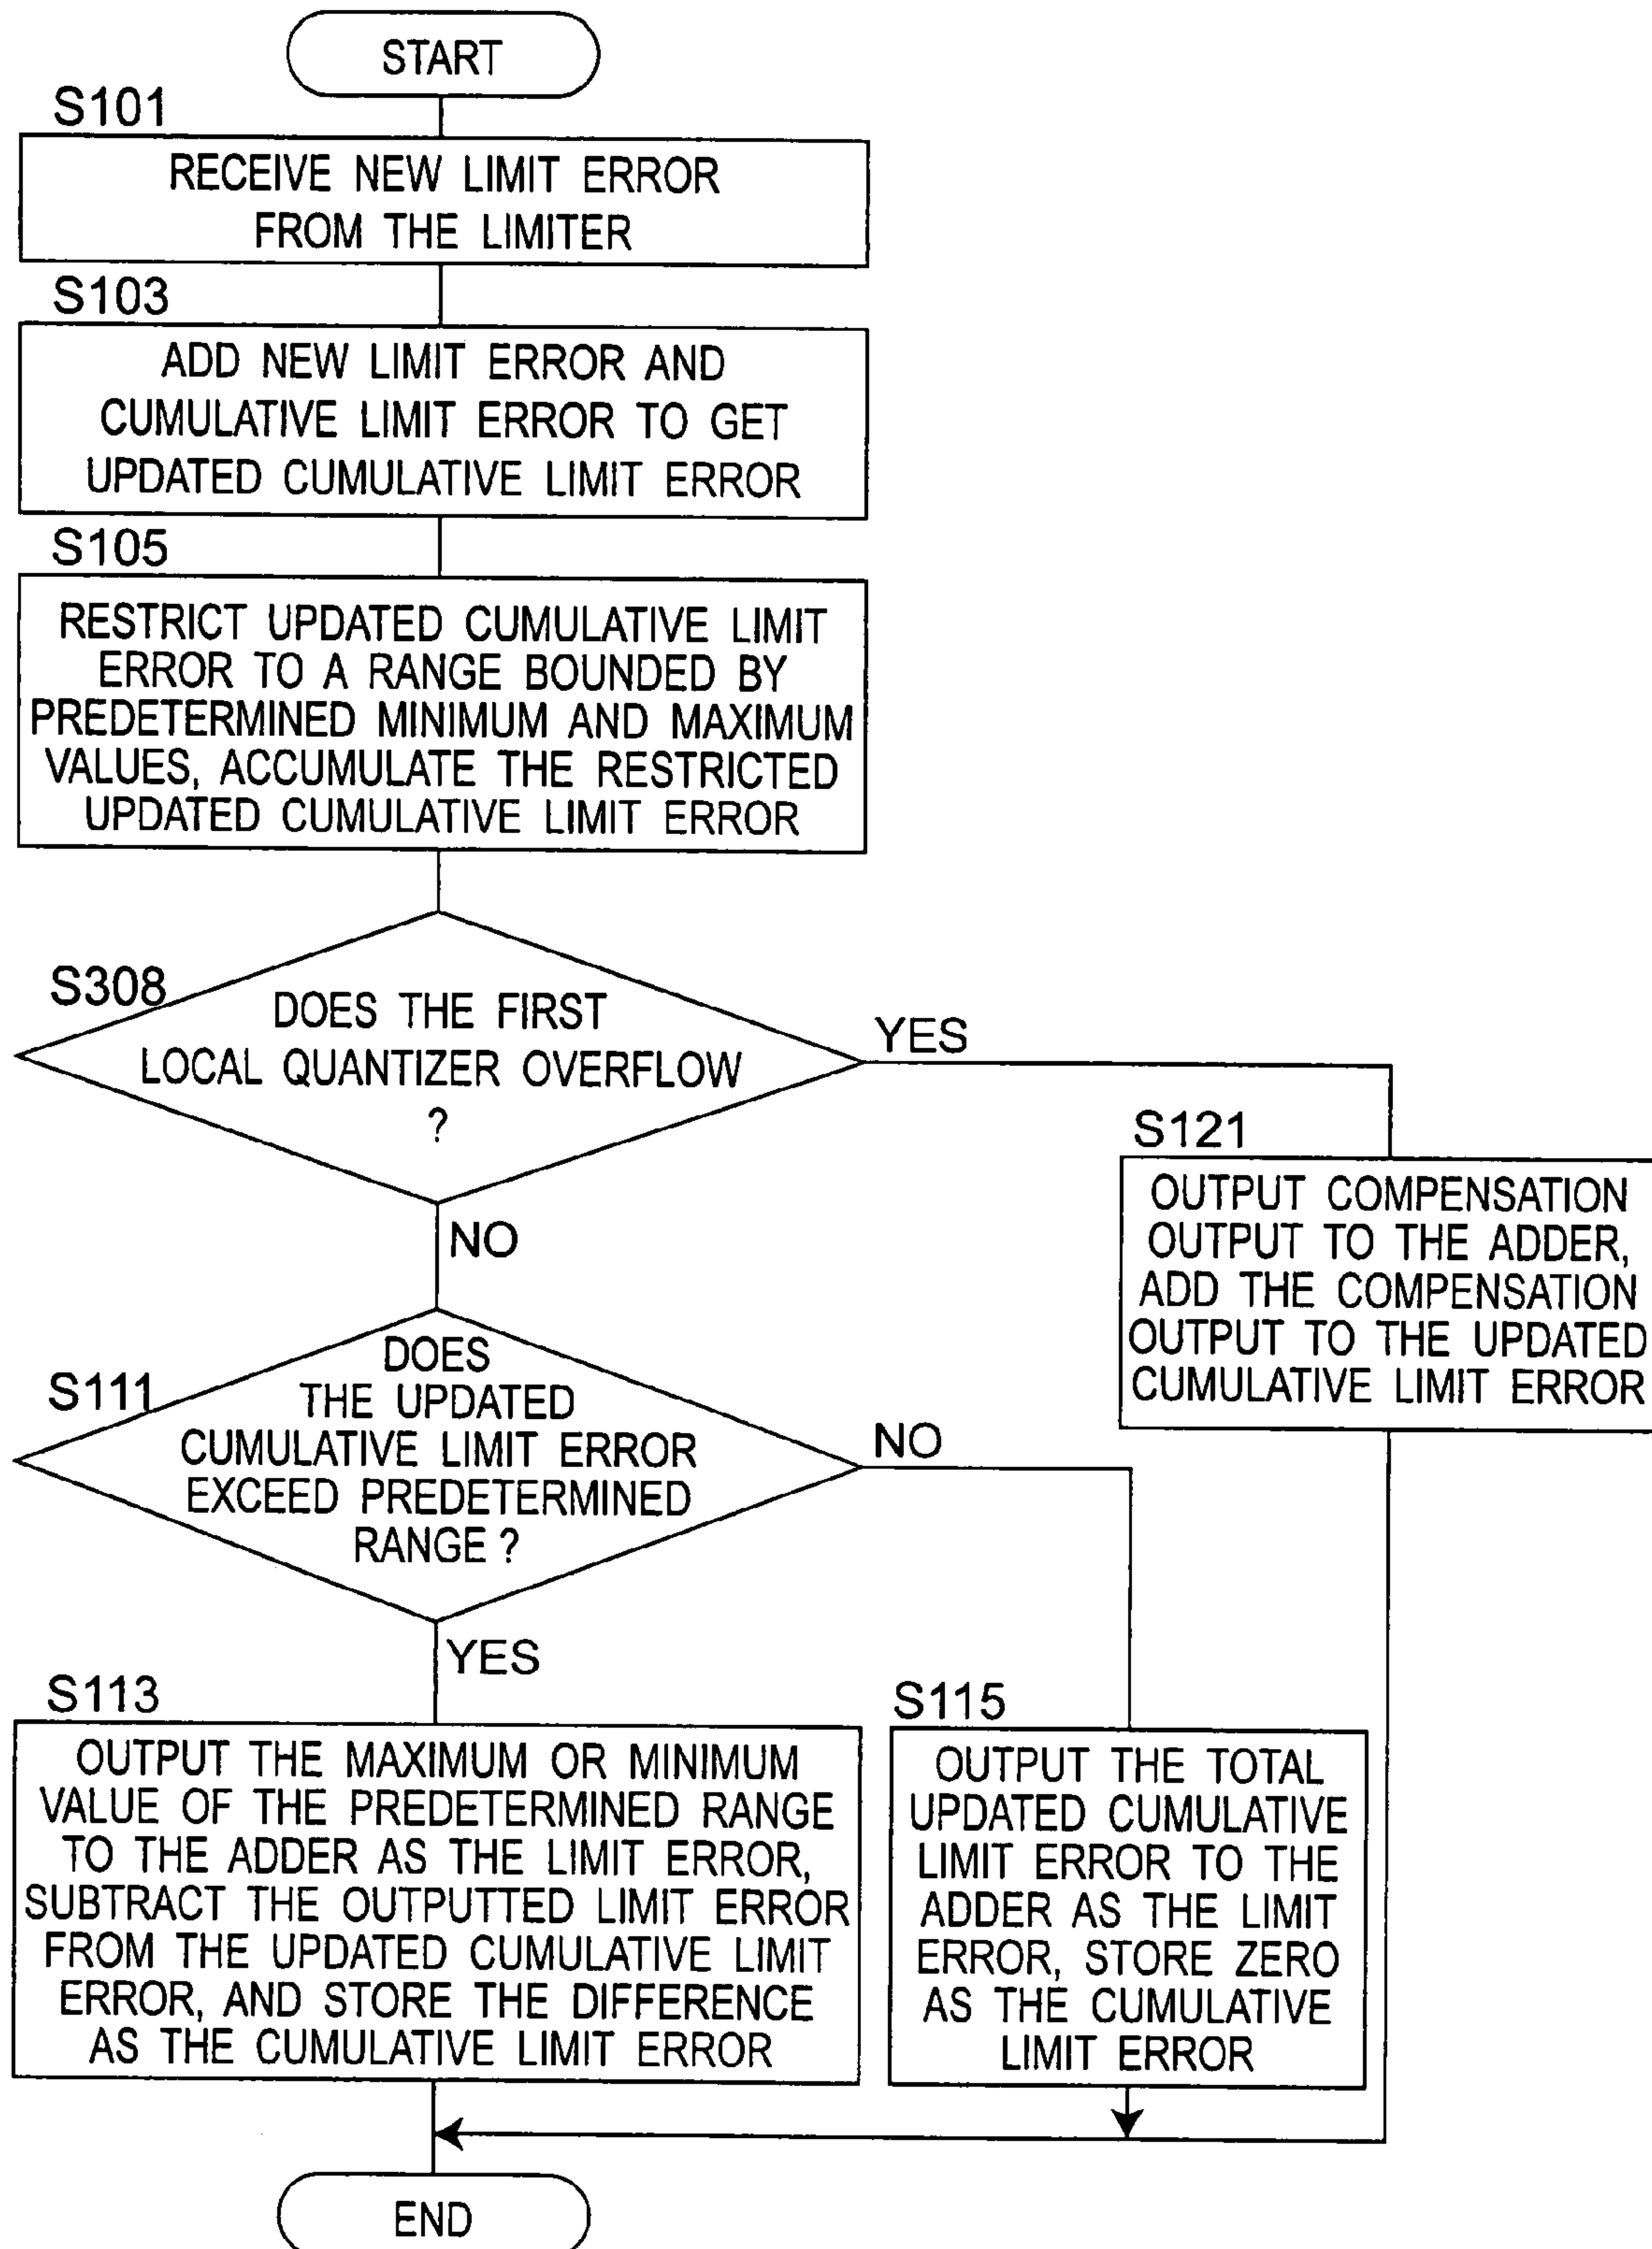 START
S101
RECEIVE NEW LIMIT ERROR
FROM THE LIMITER
S103
ADD NEW LIMIT ERROR AND
CUMULATIVE LIMIT ERROR TO GET
UPDATED CUMULATIVE LIMIT ERROR
S105
RESTRICT UPDATED CUMULATIVE LIMIT
ERROR TO A RANGE BOUNDED BY
PREDETERMINED MINIMUM AND MAXIMUM
VALUES, ACCUMULATE THE RESTRICTED
UPDATED CUMULATIVE LIMIT ERROR
S308
DOES THE FIRST
LOCAL QUANTIZER OVERFLOW
?
YES
NO
S121
OUTPUT COMPENSATION
OUTPUT TO THE ADDER,
ADD THE COMPENSATION
OUTPUT TO THE UPDATED
CUMULATIVE LIMIT ERROR
S111
DOES
THE UPDATED
CUMULATIVE LIMIT ERROR
EXCEED PREDETERMINED
RANGE ?
NO
YES
S113
OUTPUT THE MAXIMUM OR MINIMUM
VALUE OF THE PREDETERMINED RANGE
TO THE ADDER AS THE LIMIT ERROR,
SUBTRACT THE OUTPUTTED LIMIT ERROR
FROM THE UPDATED CUMULATIVE LIMIT
ERROR, AND STORE THE DIFFERENCE
AS THE CUMULATIVE LIMIT ERROR
S115
OUTPUT THE TOTAL
UPDATED CUMULATIVE
LIMIT ERROR TO THE
ADDER AS THE LIMIT
ERROR, STORE ZERO
AS THE CUMULATIVE
LIMIT ERROR
END